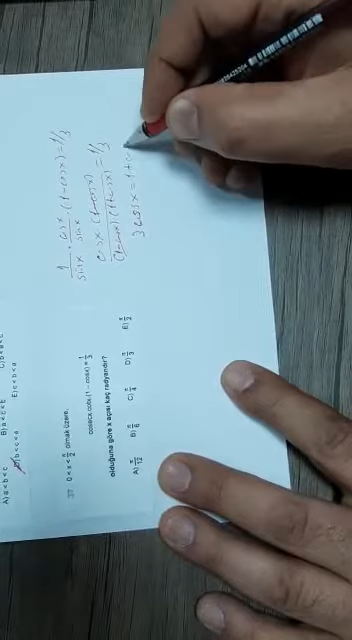 A) a < b < c
B) a < c < b
C) b < a < c
D) b < c < a
E) c < b < a
37. 0 < x < π/2 olmak üzere,
cosecx.cotx.(1 − cosx) = 1/3
olduğuna göre x açısı kaç radyandır?
A) π/12 B) π/6 C) π/4 D) π/3 E) π/2
1/sinx · cosx/sinx (1−cosx) = 1/3
cosx (1−cosx)/(1−cosx)(1+cosx) = 1/3
3 cosx = 1+